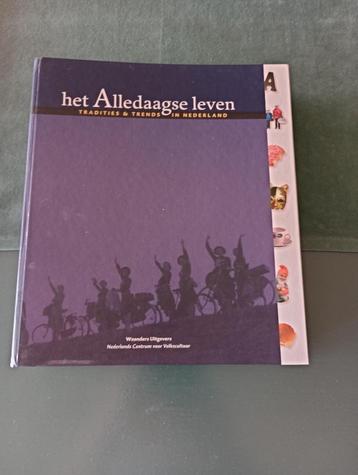 het Alledaagse leven
TRADITIES & TRENDS IN NEDERLAND
A
Waanders Uitgevers
Nederlands Centrum voor Volkscultuur